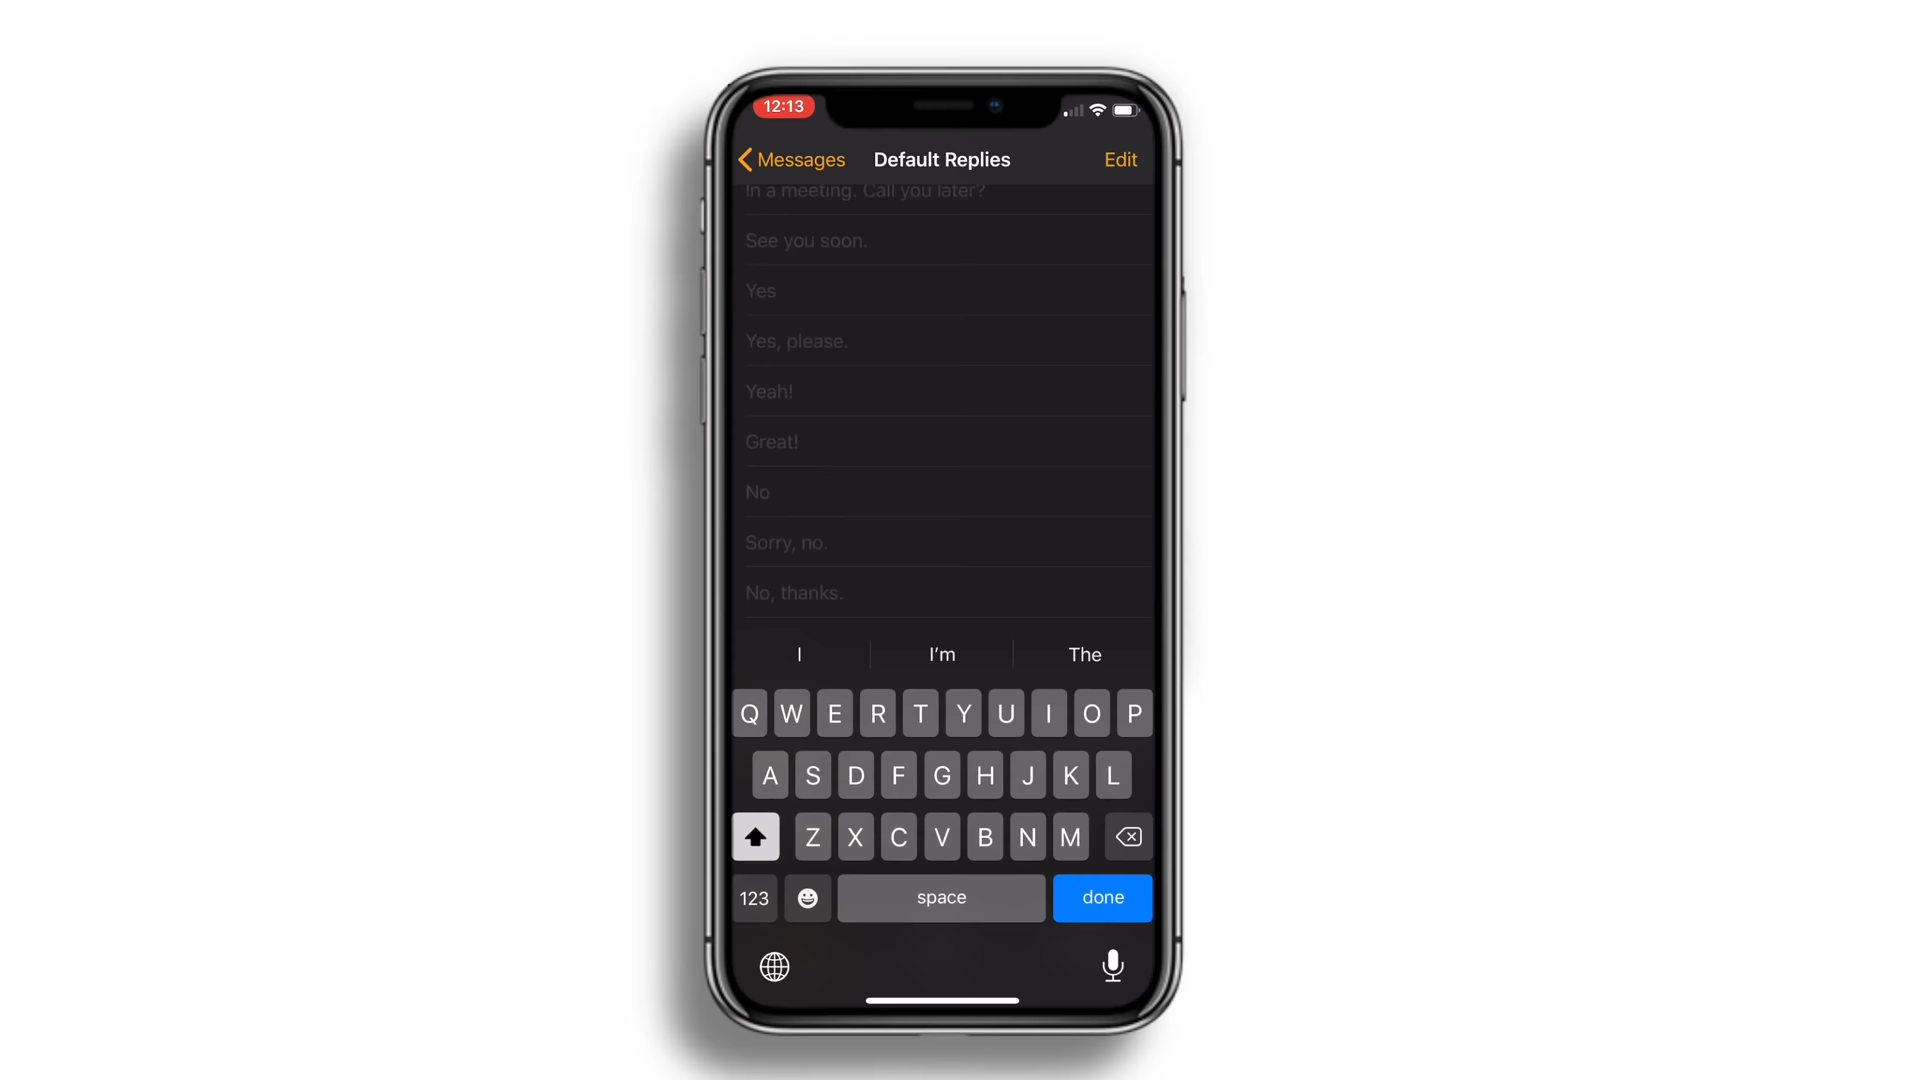 12:13
Messages Default Replies Edit
In a meeting. Call you later?
See you soon.
Yes
Yes, please.
Yeah!
Great!
No
Sorry, no.
No, thanks.
I I'm The
Q W E R T Y U I O P
A S D F G H J K L
Z X C V B N M
123 space done